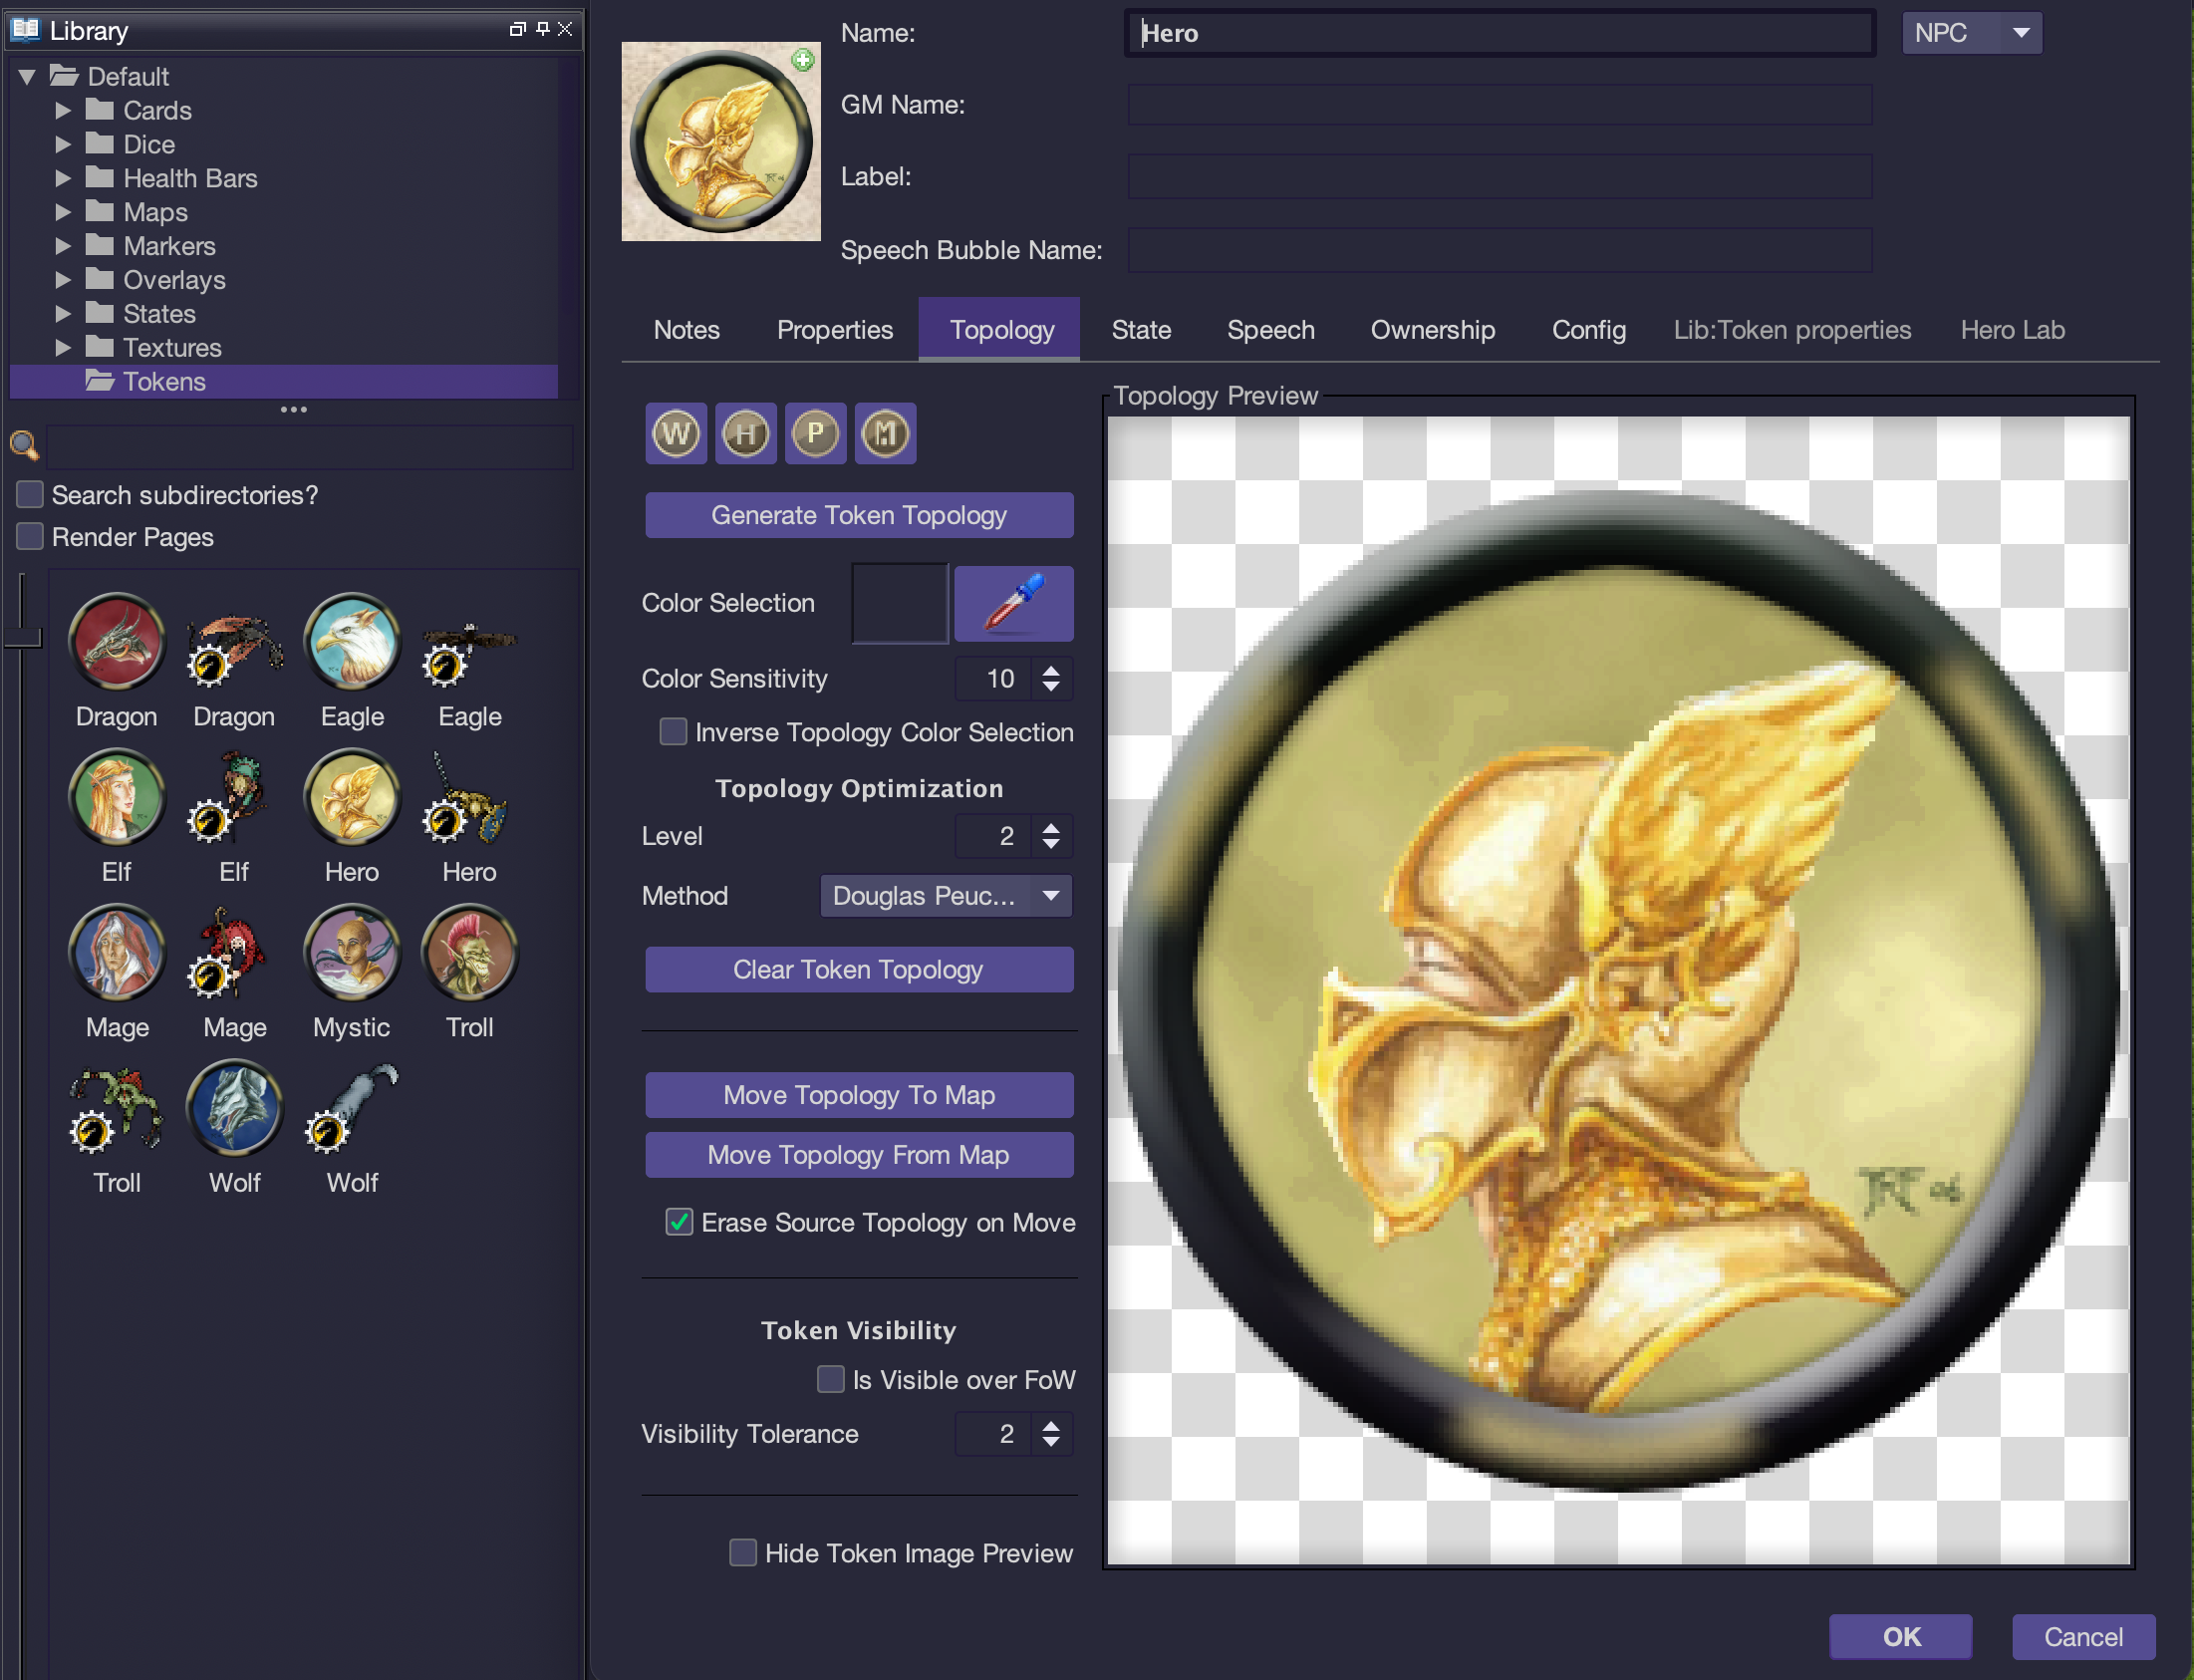 Library
Default
Cards
Dice
Health Bars
Maps
Markers
Overlays
States
Textures
Tokens
Search subdirectories?
Render Pages
Dragon Dragon Eagle Eagle
Elf Elf Hero Hero
Mage Mage Mystic Troll
Troll Wolf Wolf
Name: Hero NPC
GM Name:
Label:
Speech Bubble Name:
Notes Properties Topology State Speech Ownership Config Lib:Token properties Hero Lab
W H P M
Generate Token Topology
Color Selection
Color Sensitivity 10
Inverse Topology Color Selection
Topology Optimization
Level 2
Method Douglas Peuc...
Clear Token Topology
Move Topology To Map
Move Topology From Map
Erase Source Topology on Move
Token Visibility
Is Visible over FoW
Visibility Tolerance 2
Hide Token Image Preview
Topology Preview
OK Cancel